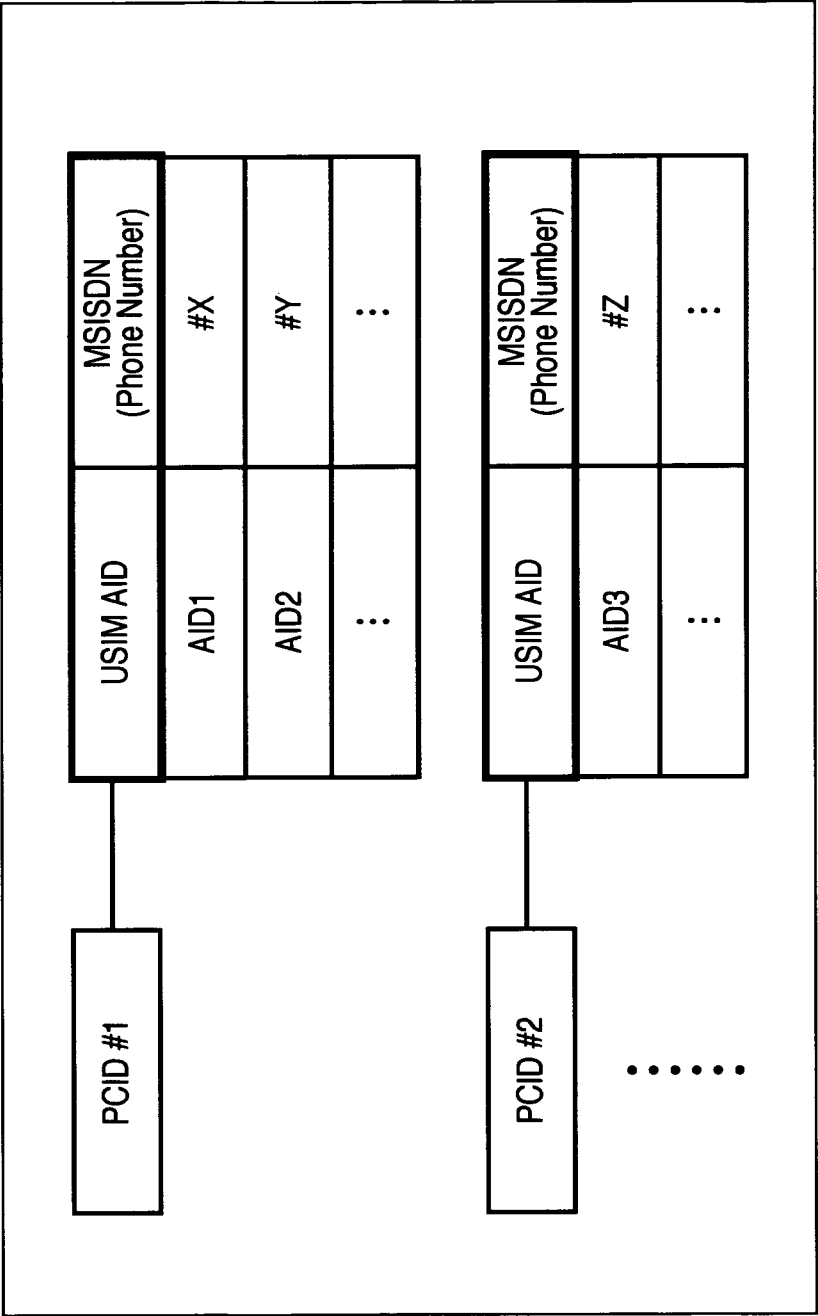 PCID #1
USIM AID
MSISDN
(Phone Number)
AID1
#X
AID2
#Y
⋮
⋮
PCID #2
USIM AID
MSISDN
(Phone Number)
AID3
#Z
⋮
⋮